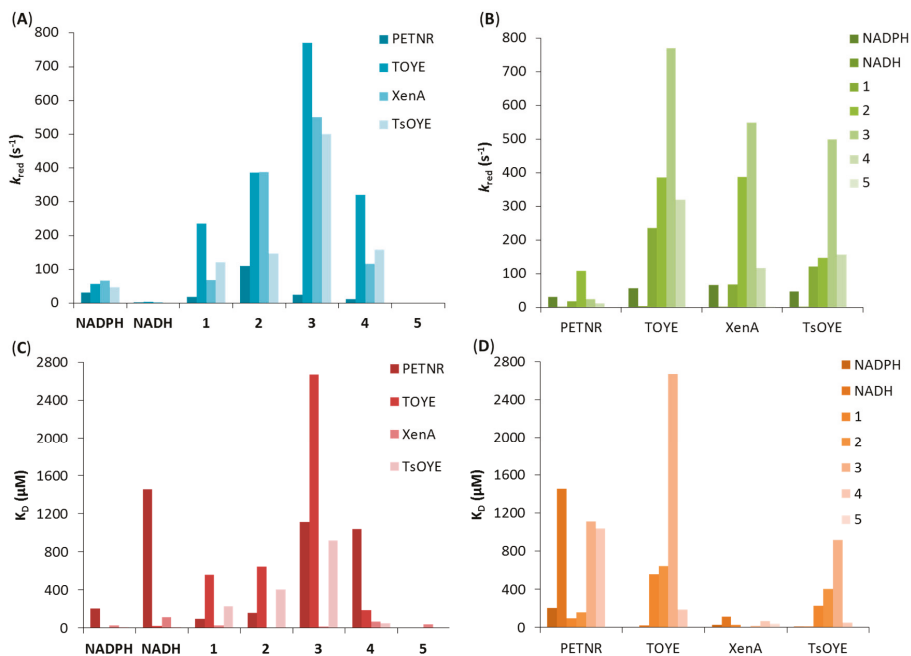 (A)
k_red (s⁻¹)
800
700
600
500
400
300
200
100
0
NADPH NADH 1 2 3 4 5
PETNR
TOYE
XenA
TsOYE
(B)
k_red (s⁻¹)
800
700
600
500
400
300
200
100
0
PETNR TOYE XenA TsOYE
NADPH
NADH
1
2
3
4
5
(C)
K_D (µM)
2800
2400
2000
1600
1200
800
400
0
NADPH NADH 1 2 3 4 5
PETNR
TOYE
XenA
TsOYE
(D)
K_D (µM)
2800
2400
2000
1600
1200
800
400
0
PETNR TOYE XenA TsOYE
NADPH
NADH
1
2
3
4
5